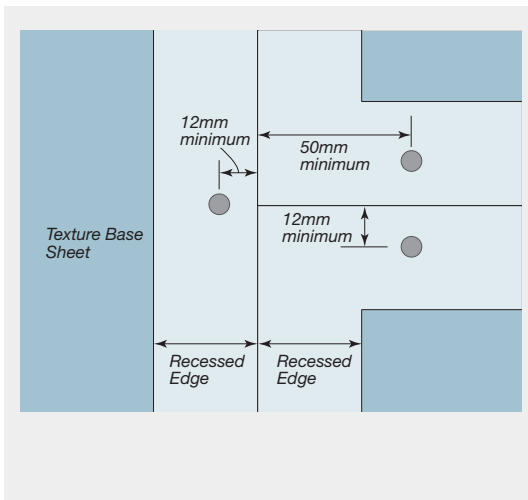 12mm
minimum
50mm
minimum
12mm
minimum
Texture Base
Sheet
Recessed
Edge
Recessed
Edge